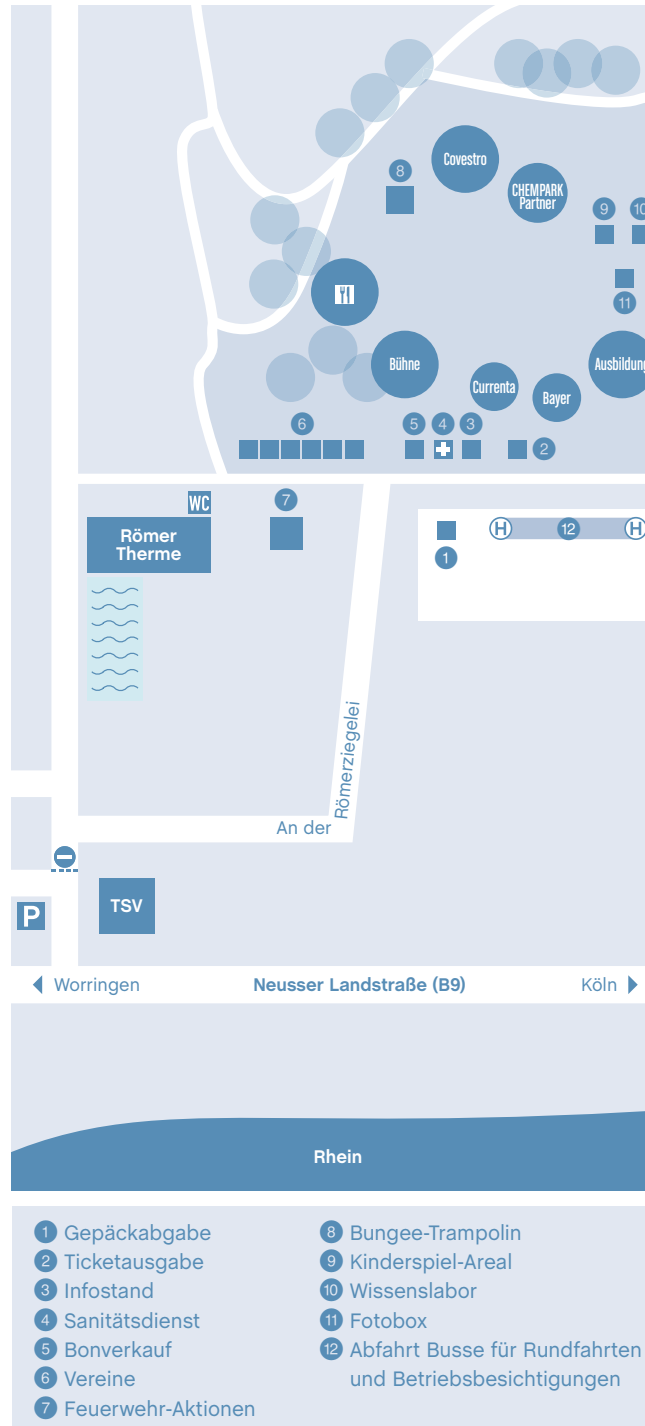 Covestro
8
CHEMPARK
Partner
9
10
11
Bühne
Ausbildung
Currenta
Bayer
6
5
4
3
2
WC
7
Römer
Therme
H
12
H
1
An der
Römerziegelei
P
TSV
Worringen
Neusser Landstraße (B9)
Köln
Rhein
1 Gepäckabgabe
2 Ticketausgabe
3 Infostand
4 Sanitätsdienst
5 Bonverkauf
6 Vereine
7 Feuerwehr-Aktionen
8 Bungee-Trampolin
9 Kinderspiel-Areal
10 Wissenslabor
11 Fotobox
12 Abfahrt Busse für Rundfahrten
und Betriebsbesichtigungen